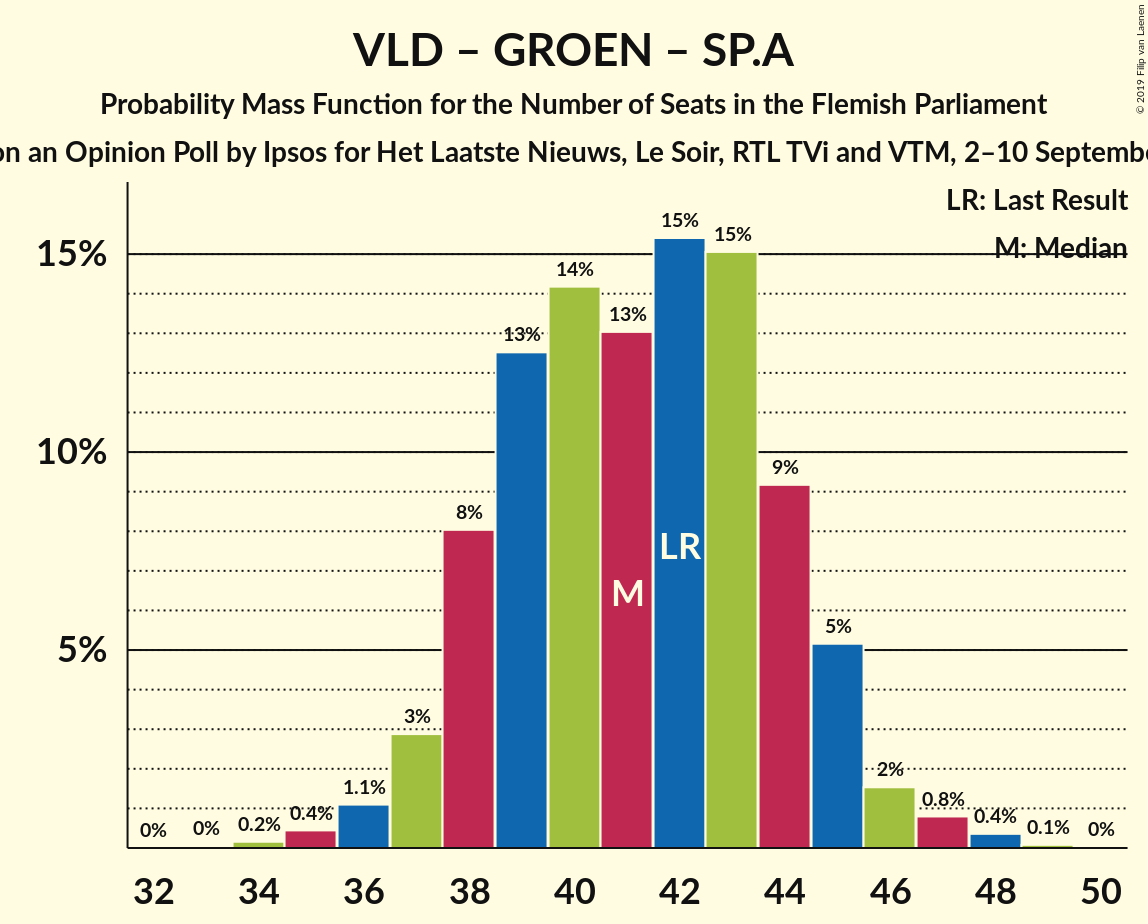 VLD – GROEN – SP.A
Probability Mass Function for the Number of Seats in the Flemish Parliament
on an Opinion Poll by Ipsos for Het Laatste Nieuws, Le Soir, RTL TVi and VTM, 2–10 Septembe
© 2019 Filip van Laenen
LR: Last Result
M: Median
15%
10%
5%
0%
0%
0.2%
0.4%
1.1%
3%
8%
13%
14%
13%
15%
15%
9%
5%
2%
0.8%
0.4%
0.1%
0%
LR
M
32 34 36 38 40 42 44 46 48 50